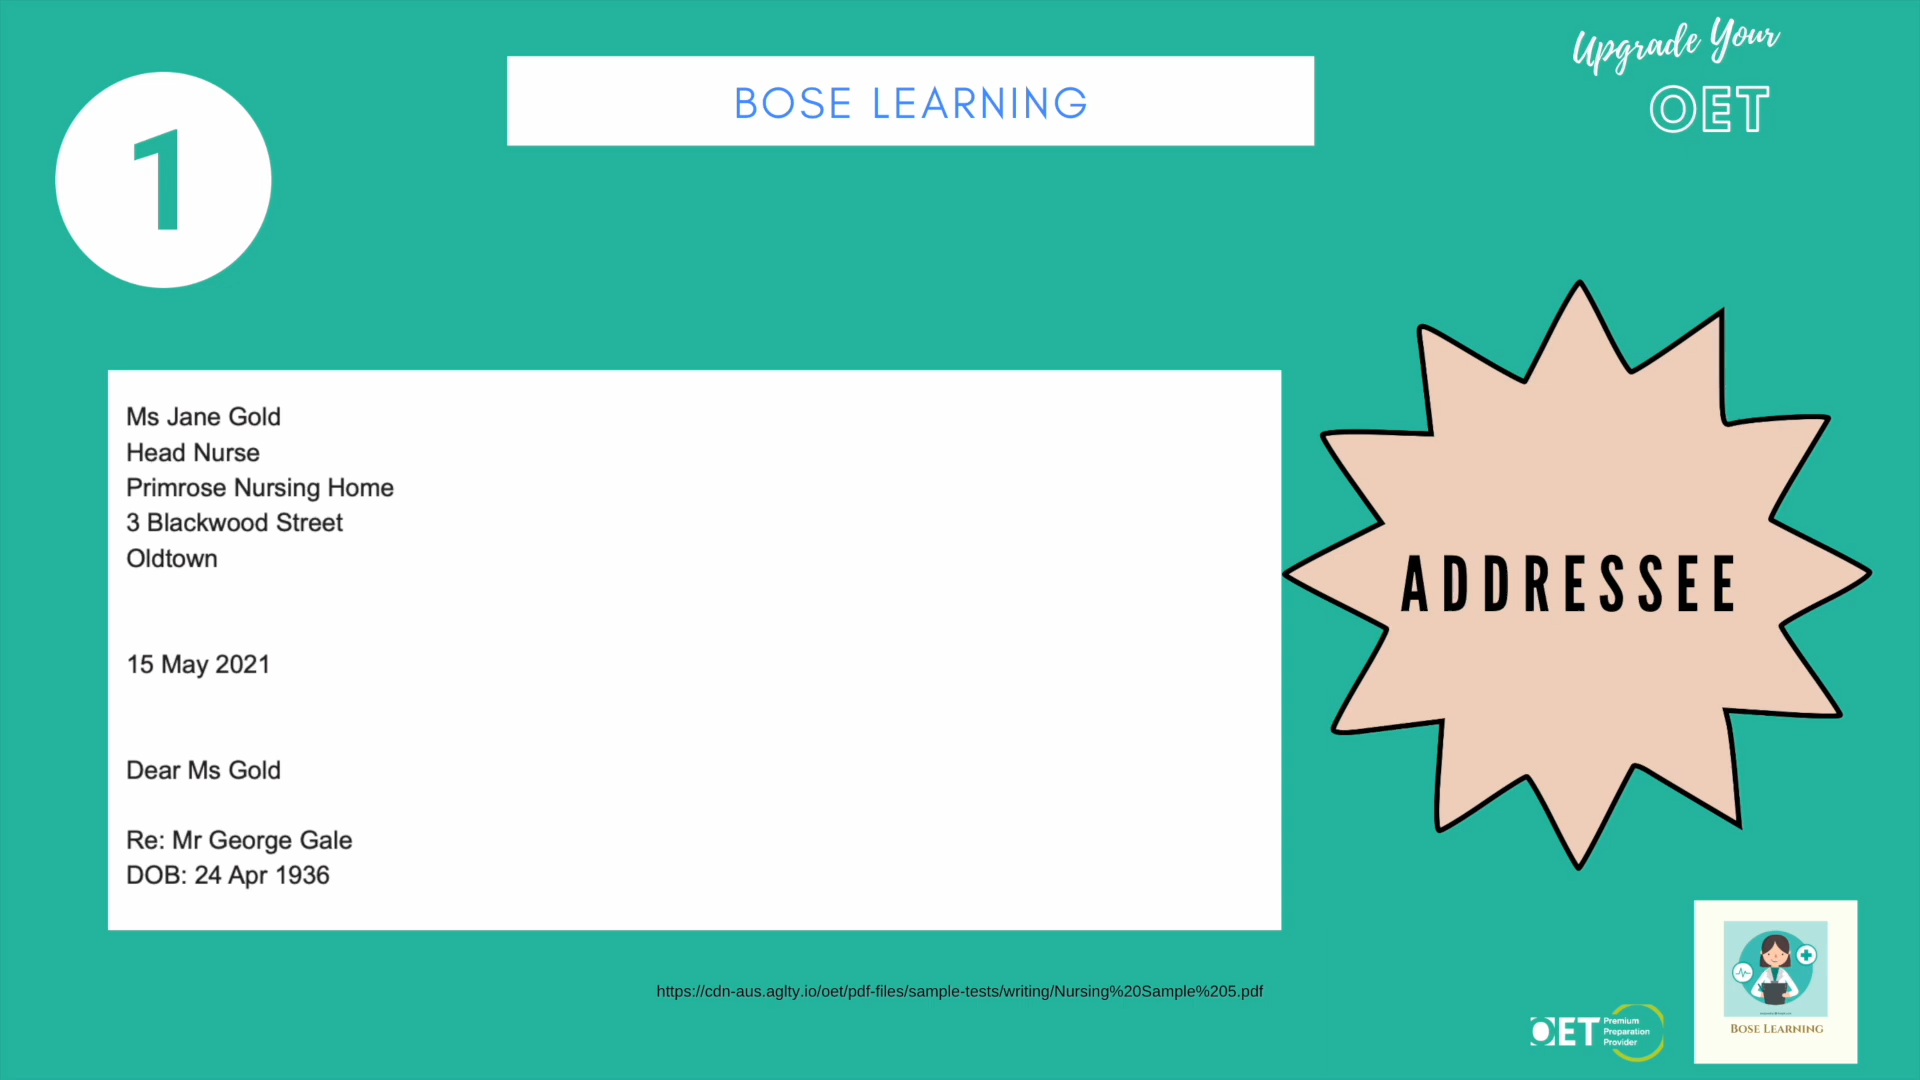 Upgrade Your
OET
BOSE LEARNING
1
Ms Jane Gold
Head Nurse
Primrose Nursing Home
3 Blackwood Street
Oldtown
15 May 2021
Dear Ms Gold
Re: Mr George Gale
DOB: 24 Apr 1936
ADDRESSEE
https://cdn-aus.aglty.io/oet/pdf-files/sample-tests/writing/Nursing%20Sample%205.pdf
OET
Premium
Preparation
Provider
BOSE LEARNING